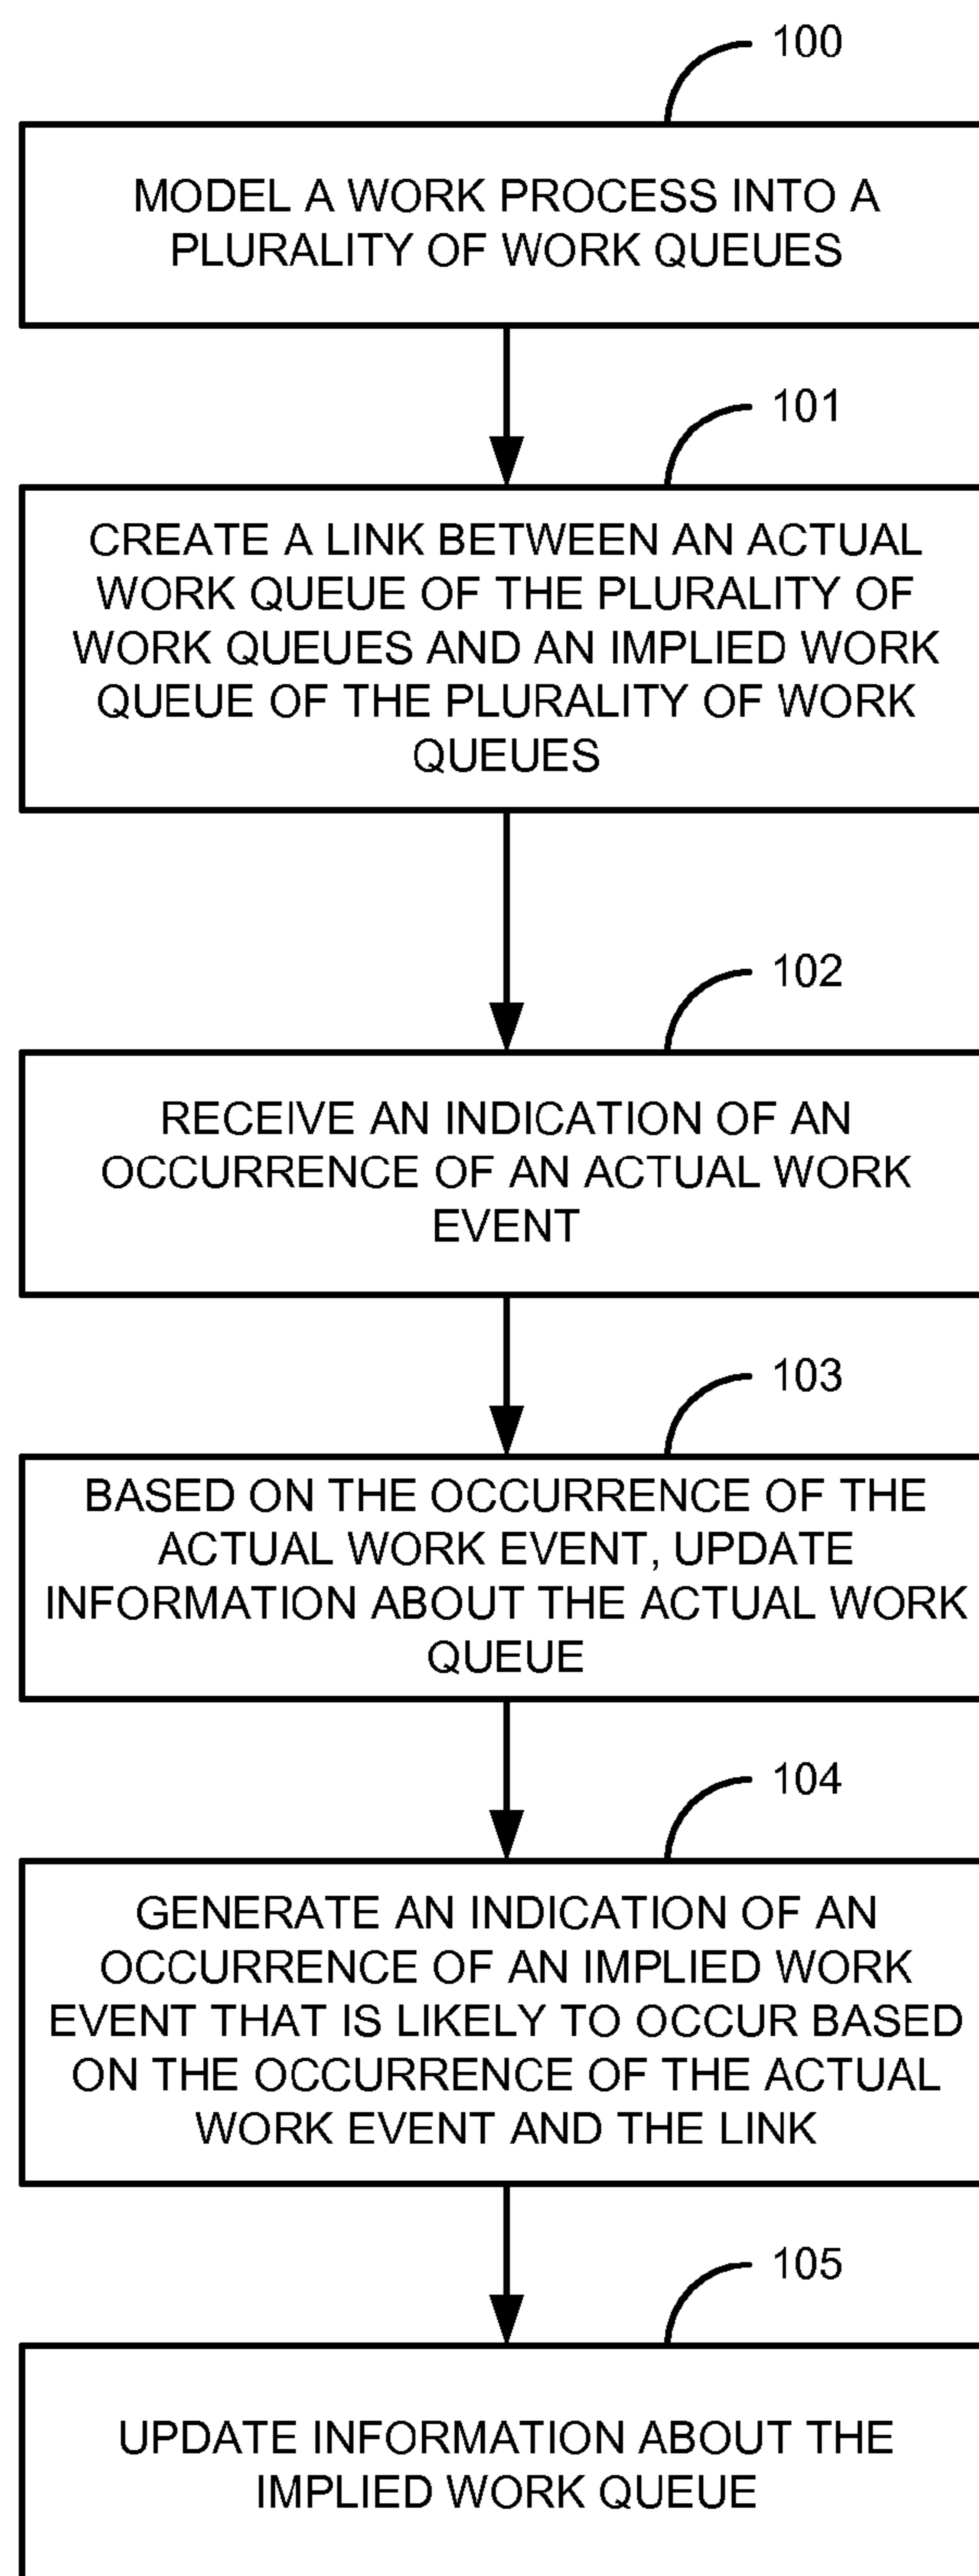 100
MODEL A WORK PROCESS INTO A
PLURALITY OF WORK QUEUES
101
CREATE A LINK BETWEEN AN ACTUAL
WORK QUEUE OF THE PLURALITY OF
WORK QUEUES AND AN IMPLIED WORK
QUEUE OF THE PLURALITY OF WORK
QUEUES
102
RECEIVE AN INDICATION OF AN
OCCURRENCE OF AN ACTUAL WORK
EVENT
103
BASED ON THE OCCURRENCE OF THE
ACTUAL WORK EVENT, UPDATE
INFORMATION ABOUT THE ACTUAL WORK
QUEUE
104
GENERATE AN INDICATION OF AN
OCCURRENCE OF AN IMPLIED WORK
EVENT THAT IS LIKELY TO OCCUR BASED
ON THE OCCURRENCE OF THE ACTUAL
WORK EVENT AND THE LINK
105
UPDATE INFORMATION ABOUT THE
IMPLIED WORK QUEUE